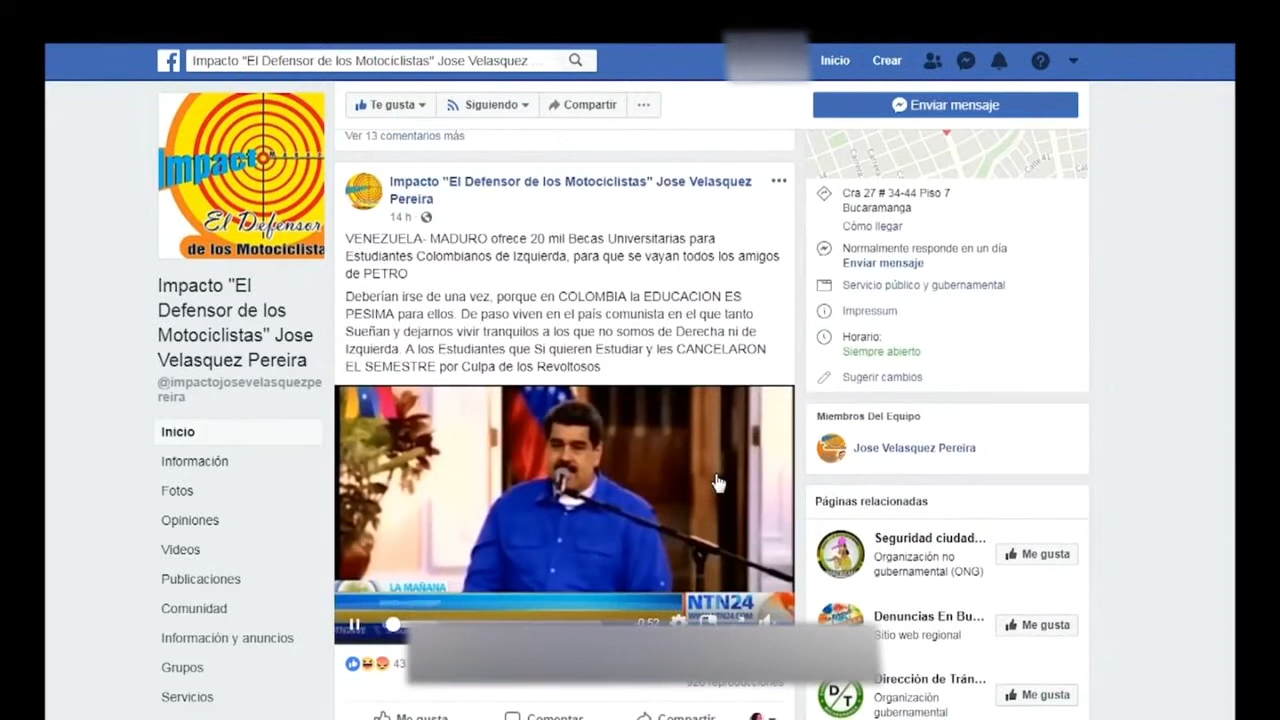 Impacto "El Defensor de los Motociclistas" Jose Velasquez ...
Inicio
Crear
Te gusta
Siguiendo
Compartir
...
Enviar mensaje
Ver 13 comentarios más
Impacto
El Defensor
de los Motociclista
Impacto "El
Defensor de los
Motociclistas" Jose
Velasquez Pereira
@impactojosevelasquezpe
reira
Inicio
Información
Fotos
Opiniones
Videos
Publicaciones
Comunidad
Información y anuncios
Grupos
Servicios
Impacto "El Defensor de los Motociclistas" Jose Velasquez
Pereira
14 h ·
VENEZUELA- MADURO ofrece 20 mil Becas Universitarias para
Estudiantes Colombianos de Izquierda, para que se vayan todos los amigos
de PETRO
Deberían irse de una vez, porque en COLOMBIA la EDUCACION ES
PESIMA para ellos. De paso viven en el país comunista en el que tanto
Sueñan y dejarnos vivir tranquilos a los que no somos de Derecha ni de
Izquierda. A los Estudiantes que Si quieren Estudiar y les CANCELARON
EL SEMESTRE por Culpa de los Revoltosos
LA MAÑANA
NTN24
WWW.NTN24.COM
-0:52
43
reproducciones
Me gusta
Comentar
Compartir
Carrera
Carrera
Calle 41
Cal
Cra 27 # 34-44 Piso 7
Bucaramanga
Cómo llegar
Normalmente responde en un día
Enviar mensaje
Servicio público y gubernamental
Impressum
Horario:
Siempre abierto
Sugerir cambios
Miembros Del Equipo
Jose Velasquez Pereira
Páginas relacionadas
Seguridad ciudad...
Organización no
gubernamental (ONG)
Me gusta
Denuncias En Bu...
Sitio web regional
Me gusta
Dirección de Trán...
Organización
gubernamental
Me gusta
D/T